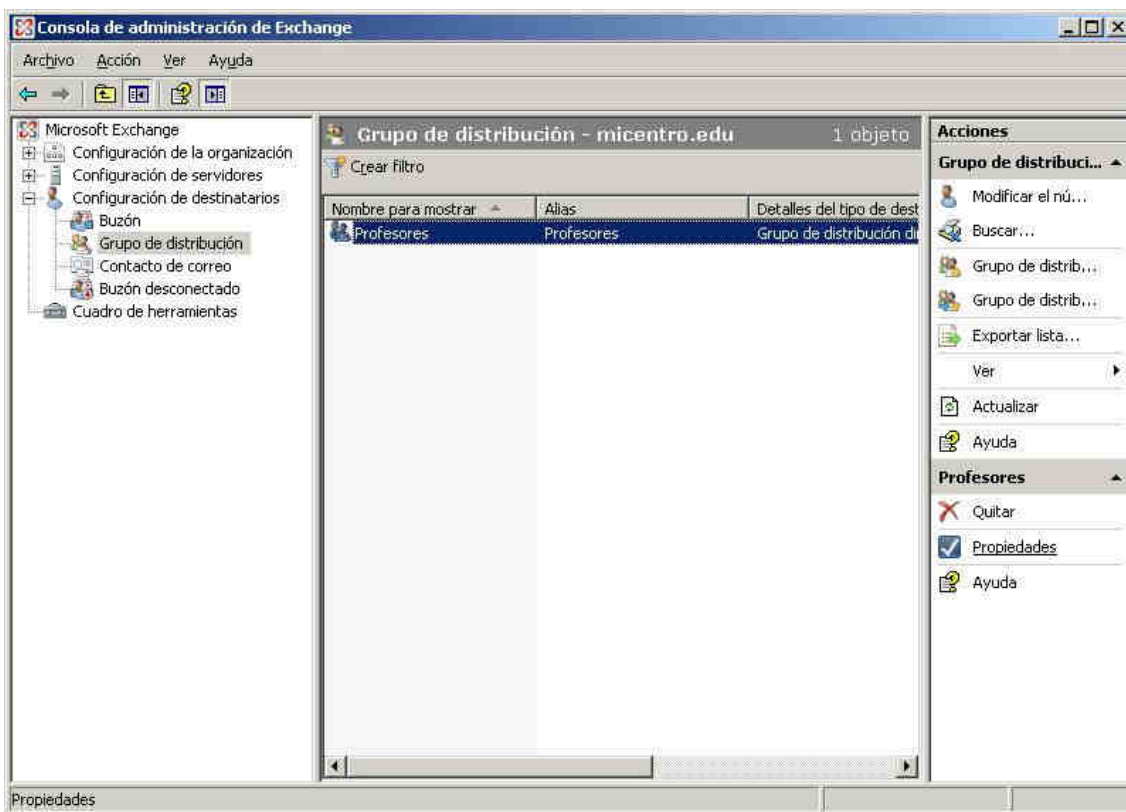 Consola de administración de Exchange
Archivo Acción Ver Ayuda
Microsoft Exchange
Configuración de la organización
Configuración de servidores
Configuración de destinatarios
Buzón
Grupo de distribución
Contacto de correo
Buzón desconectado
Cuadro de herramientas
Grupo de distribución - micentro.edu 1 objeto
Crear filtro
Nombre para mostrar Alias Detalles del tipo de dest
Profesores Profesores Grupo de distribución di
Acciones
Grupo de distribuci...
Modificar el nú...
Buscar...
Grupo de distrib...
Grupo de distrib...
Exportar lista...
Ver
Actualizar
Ayuda
Profesores
Quitar
Propiedades
Ayuda
Propiedades